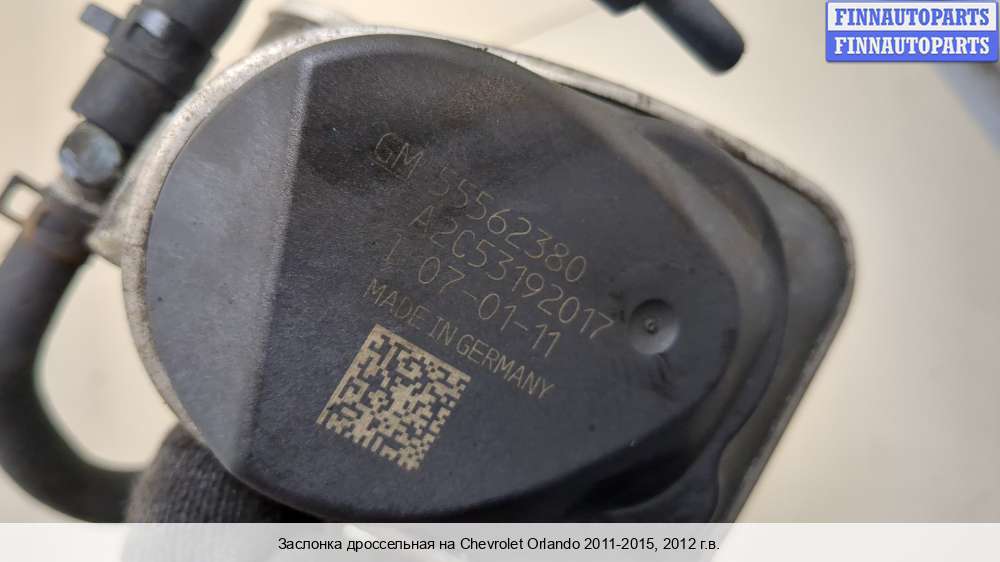 FINNAUTOPARTS
FINNAUTOPARTS
GM 55562380
A2C53192017
1 07-01-11
MADE IN GERMANY
Заслонка дроссельная на Chevrolet Orlando 2011-2015, 2012 г.в.